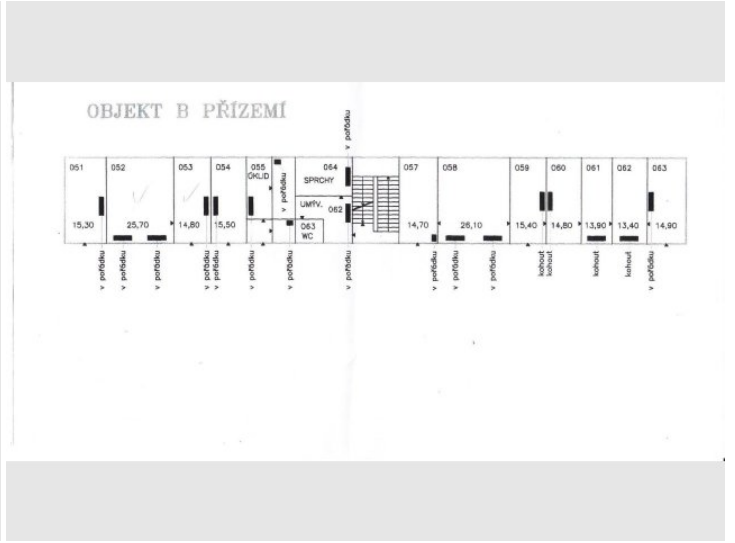 OBJEKT B PŘÍZEMÍ
v pořádku
051
052
053
054
055
ÚKLID
v pořádku
064
SPRCHY
UMÝV.
062
063
WC
057
058
059
060
061
062
063
15,30
25,70
14,80
15,50
14,70
26,10
15,40
14,80
13,90
13,40
14,90
v pořádku
v pořádku
v pořádku
v pořádku
v pořádku
v pořádku
v pořádku
v pořádku
v pořádku
v pořádku
v pořádku
kohout
kohout
kohout
kohout
v pořádku